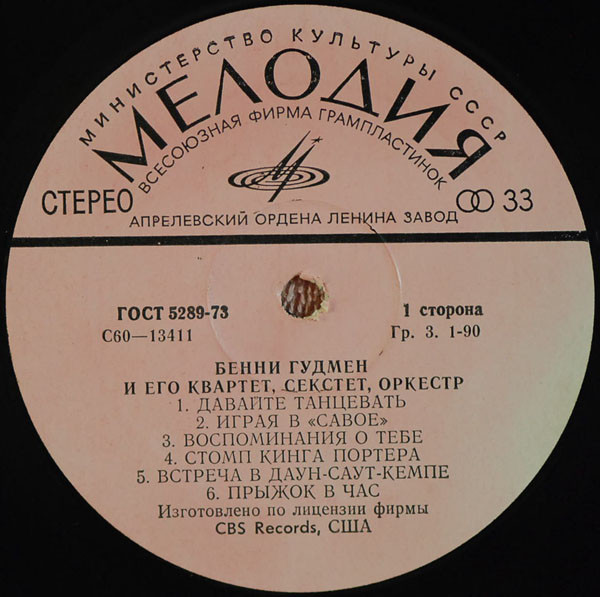 МИНИСТЕРСТВО КУЛЬТУРЫ СССР
МЕЛОДИЯ
ВСЕСОЮЗНАЯ ФИРМА ГРАМПЛАСТИНОК
СТЕРЕО
33
АПРЕЛЕВСКИЙ ОРДЕНА ЛЕНИНА ЗАВОД
ГОСТ 5289-73
1 сторона
С60—13411
Гр. 3. 1-90
БЕННИ ГУДМЕН
И ЕГО КВАРТЕТ, СЕКСТЕТ, ОРКЕСТР
1. ДАВАЙТЕ ТАНЦЕВАТЬ
2. ИГРАЯ В «САВОЕ»
3. ВОСПОМИНАНИЯ О ТЕБЕ
4. СТОМП КИНГА ПОРТЕРА
5. ВСТРЕЧА В ДАУН-САУТ-КЕМПЕ
6. ПРЫЖОК В ЧАС
Изготовлено по лицензии фирмы
CBS Records, США